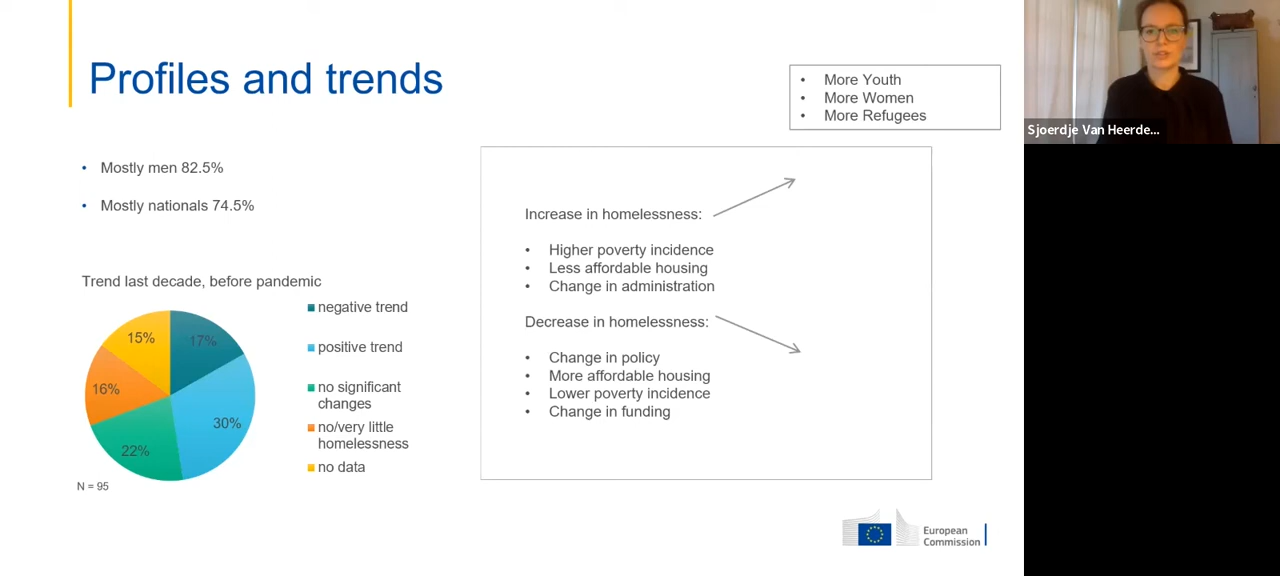 Profiles and trends
• More Youth
• More Women
• More Refugees
Sjoerdje Van Heerde...
• Mostly men 82.5%
• Mostly nationals 74.5%
Increase in homelessness:
• Higher poverty incidence
• Less affordable housing
• Change in administration
Decrease in homelessness:
• Change in policy
• More affordable housing
• Lower poverty incidence
• Change in funding
Trend last decade, before pandemic
negative trend
positive trend
no significant
changes
no/very little
homelessness
no data
17%
30%
22%
16%
15%
N = 95
European
Commission